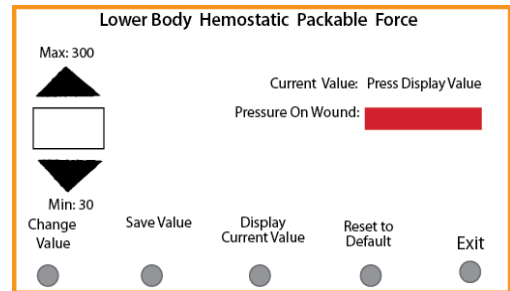 Lower Body Hemostatic Packable Force
Max: 300
Current Value: Press Display Value
Pressure On Wound:
Min: 30
Change
Value
Save Value
Display
Current Value
Reset to
Default
Exit